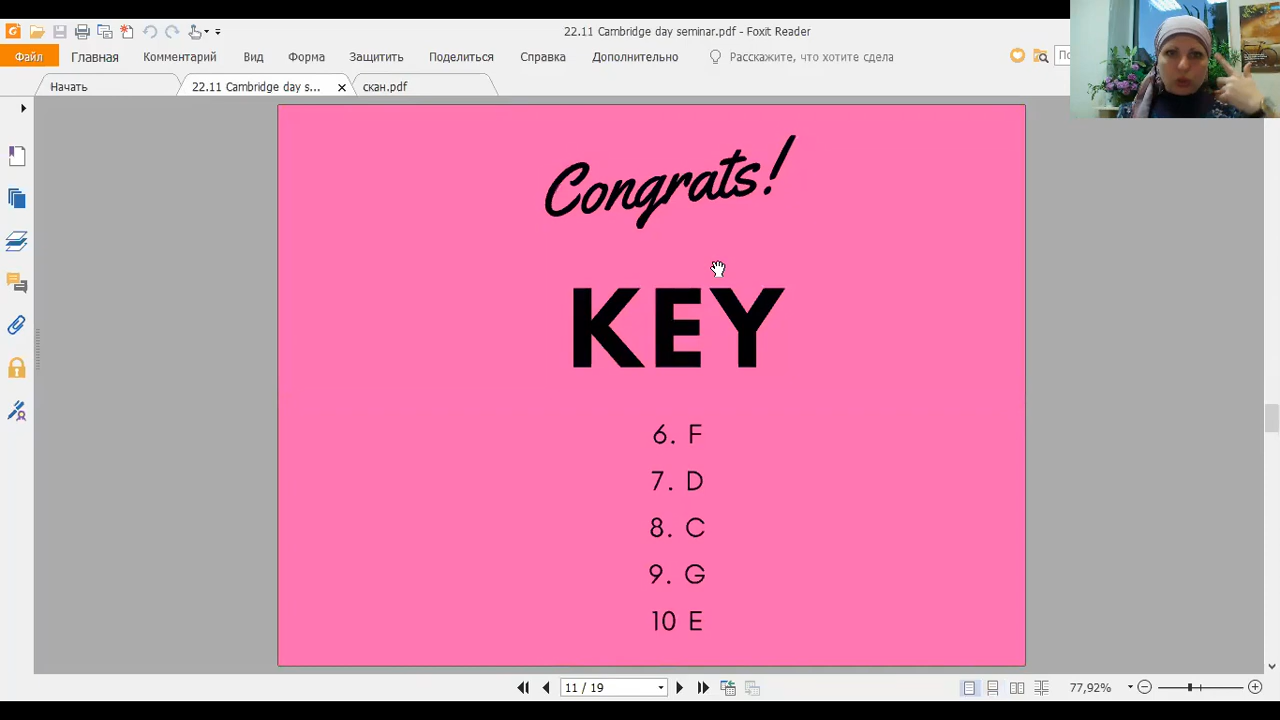 22.11 Cambridge day seminar.pdf - Foxit Reader
Файл Главная Комментарий Защитить Вид Форма Поделиться Справка Дополнительно Расскажите, что хотите сделать
Начать 22.11 Cambridge day s... скан.pdf
Congrats!
KEY
6. F
7. D
8. C
9. G
10 E
11 / 19 77,92%